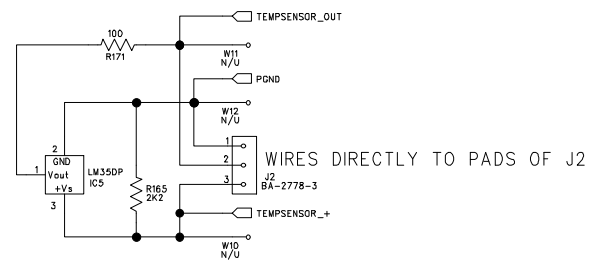 TEMPSENSOR_OUT
100
R171
W11
N/U
PGND
W12
N/U
2
GND
LM35DP
1
Vout
IC5
+Vs
3
R165
2K2
1
2
3
WIRES DIRECTLY TO PADS OF J2
J2
BA-2778-3
TEMPSENSOR_+
W10
N/U